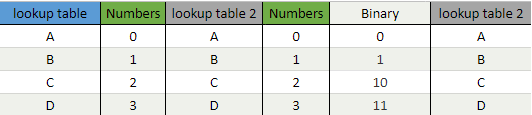 lookup table Numbers lookup table 2 Numbers Binary lookup table 2
A 0 A 0 0 A
B 1 B 1 1 B
C 2 C 2 10 C
D 3 D 3 11 D